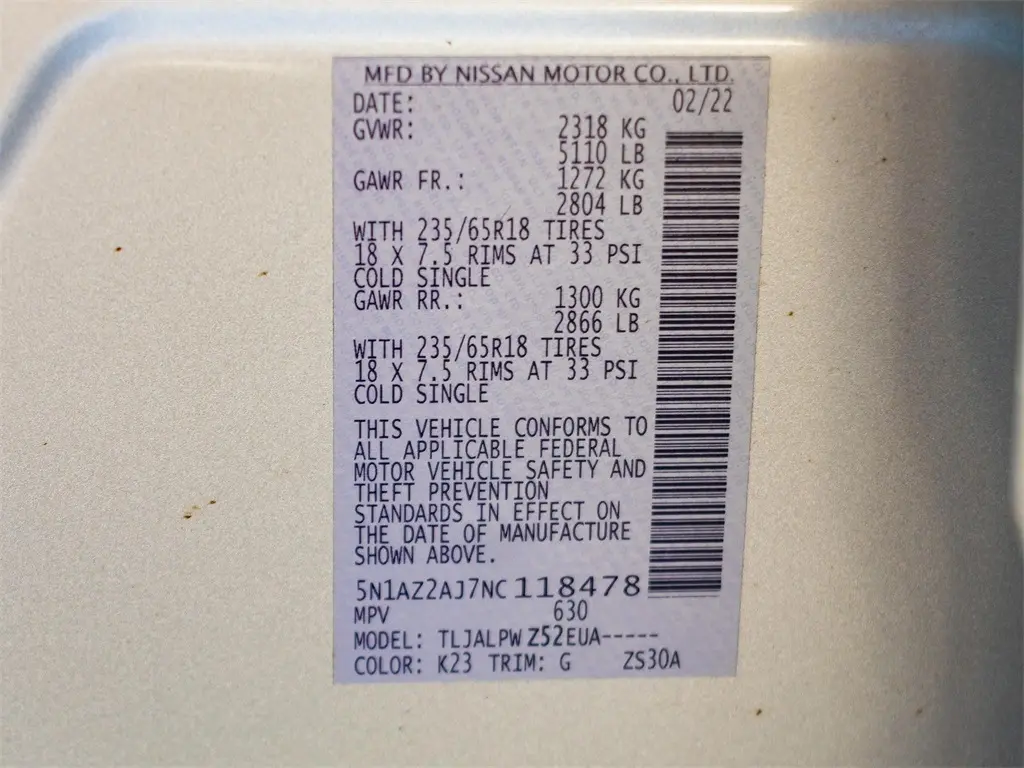 MFD BY NISSAN MOTOR CO., LTD.
DATE: 02/22
GVWR: 2318 KG
5110 LB
GAWR FR.: 1272 KG
2804 LB
WITH 235/65R18 TIRES
18 X 7.5 RIMS AT 33 PSI
COLD SINGLE
GAWR RR.: 1300 KG
2866 LB
WITH 235/65R18 TIRES
18 X 7.5 RIMS AT 33 PSI
COLD SINGLE
THIS VEHICLE CONFORMS TO
ALL APPLICABLE FEDERAL
MOTOR VEHICLE SAFETY AND
THEFT PREVENTION
STANDARDS IN EFFECT ON
THE DATE OF MANUFACTURE
SHOWN ABOVE.
5N1AZ2AJ7NC118478
MPV 630
MODEL: TLJALPW Z52EUA-----
COLOR: K23 TRIM: G ZS30A